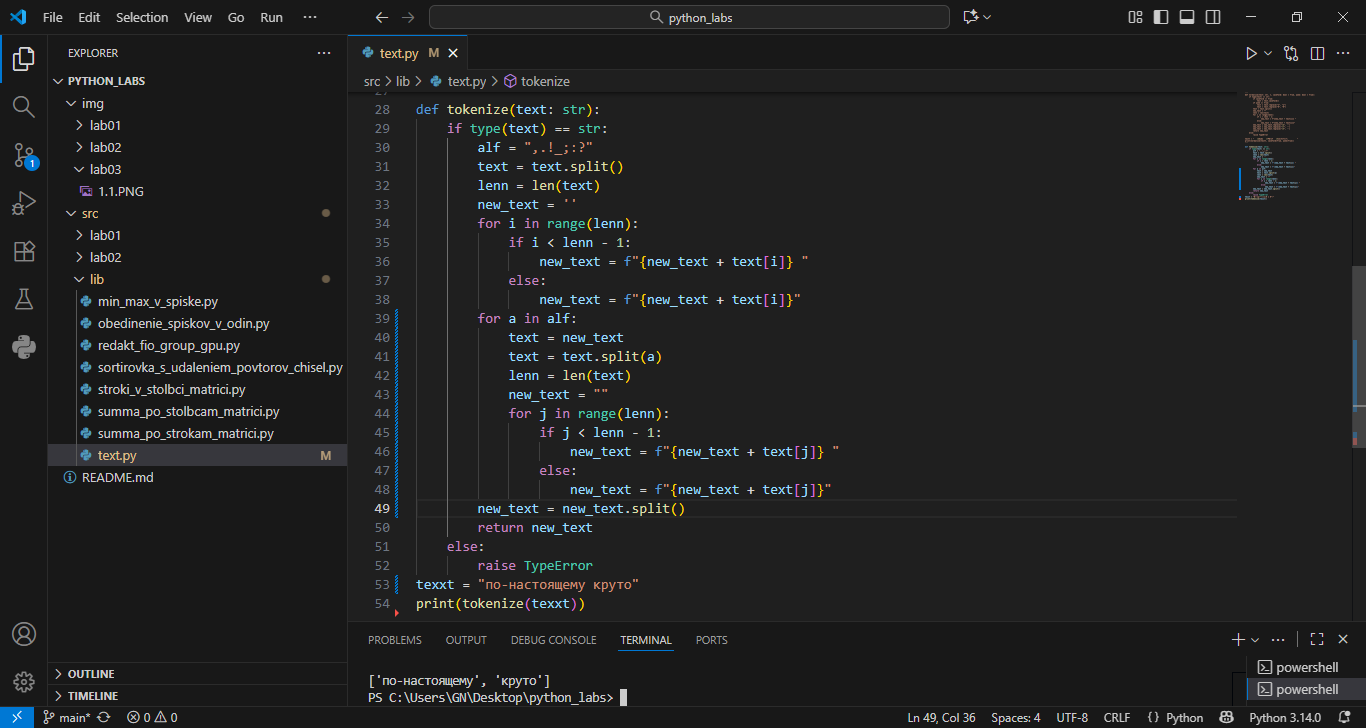 File Edit Selection View Go Run ···
python_labs
EXPLORER ···
PYTHON_LABS
img
lab01
lab02
lab03
1.1.PNG
src
lab01
lab02
lib
min_max_v_spiske.py
obedinenie_spiskov_v_odin.py
redakt_fio_group_gpu.py
sortirovka_s_udaleniem_povtorov_chisel.py
stroki_v_stolbci_matrici.py
summa_po_stolbcam_matrici.py
summa_po_strokam_matrici.py
text.py M
README.md
OUTLINE
TIMELINE
text.py M
src > lib > text.py > tokenize
28 def tokenize(text: str):
29     if type(text) == str:
30         alf = ",.!_;:?"
31         text = text.split()
32         lenn = len(text)
33         new_text = ''
34         for i in range(lenn):
35             if i < lenn - 1:
36                 new_text = f"{new_text + text[i]} "
37             else:
38                 new_text = f"{new_text + text[i]}"
39         for a in alf:
40             text = new_text
41             text = text.split(a)
42             lenn = len(text)
43             new_text = ""
44             for j in range(lenn):
45                 if j < lenn - 1:
46                     new_text = f"{new_text + text[j]} "
47                 else:
48                     new_text = f"{new_text + text[j]}"
49         new_text = new_text.split()
50         return new_text
51     else:
52         raise TypeError
53 texxt = "по-настоящему круто"
54 print(tokenize(texxt))
PROBLEMS OUTPUT DEBUG CONSOLE TERMINAL PORTS
['по-настоящему', 'круто']
PS C:\Users\GN\Desktop\python_labs>
powershell
powershell
1
main* 0 0 Ln 49, Col 36 Spaces: 4 UTF-8 CRLF {} Python Python 3.14.0